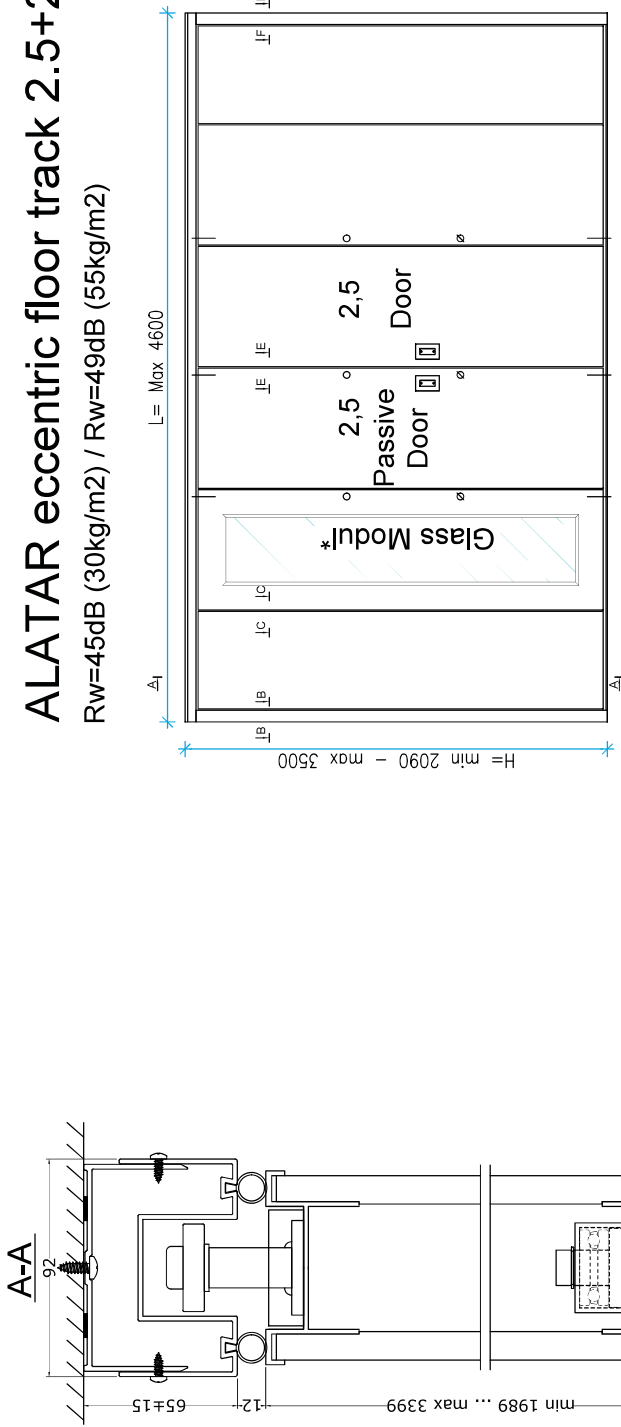 ALATAR eccentric floor track 2.5+2
Rw=45dB (30kg/m2) / Rw=49dB (55kg/m2)
L= Max 4600
H= min 2090 - max 3500
A
A
B
B
C
C
E
E
F
F
Glass Modul*
2,5
Passive
Door
2,5
Door
A-A
92
65±15
12
min 1989 ... max 3399